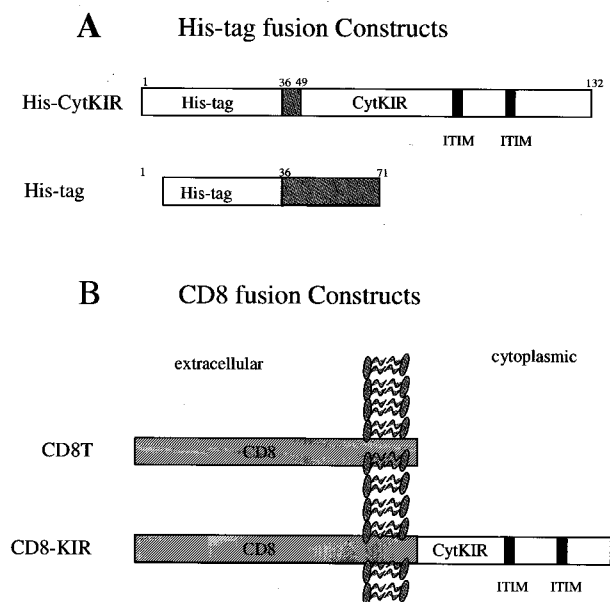 A His-tag fusion Constructs
1 36 49 132
His-CytKIR His-tag CytKIR
ITIM ITIM
1 36 71
His-tag His-tag
B CD8 fusion Constructs
extracellular cytoplasmic
CD8T CD8
CD8-KIR CD8 CytKIR
ITIM ITIM